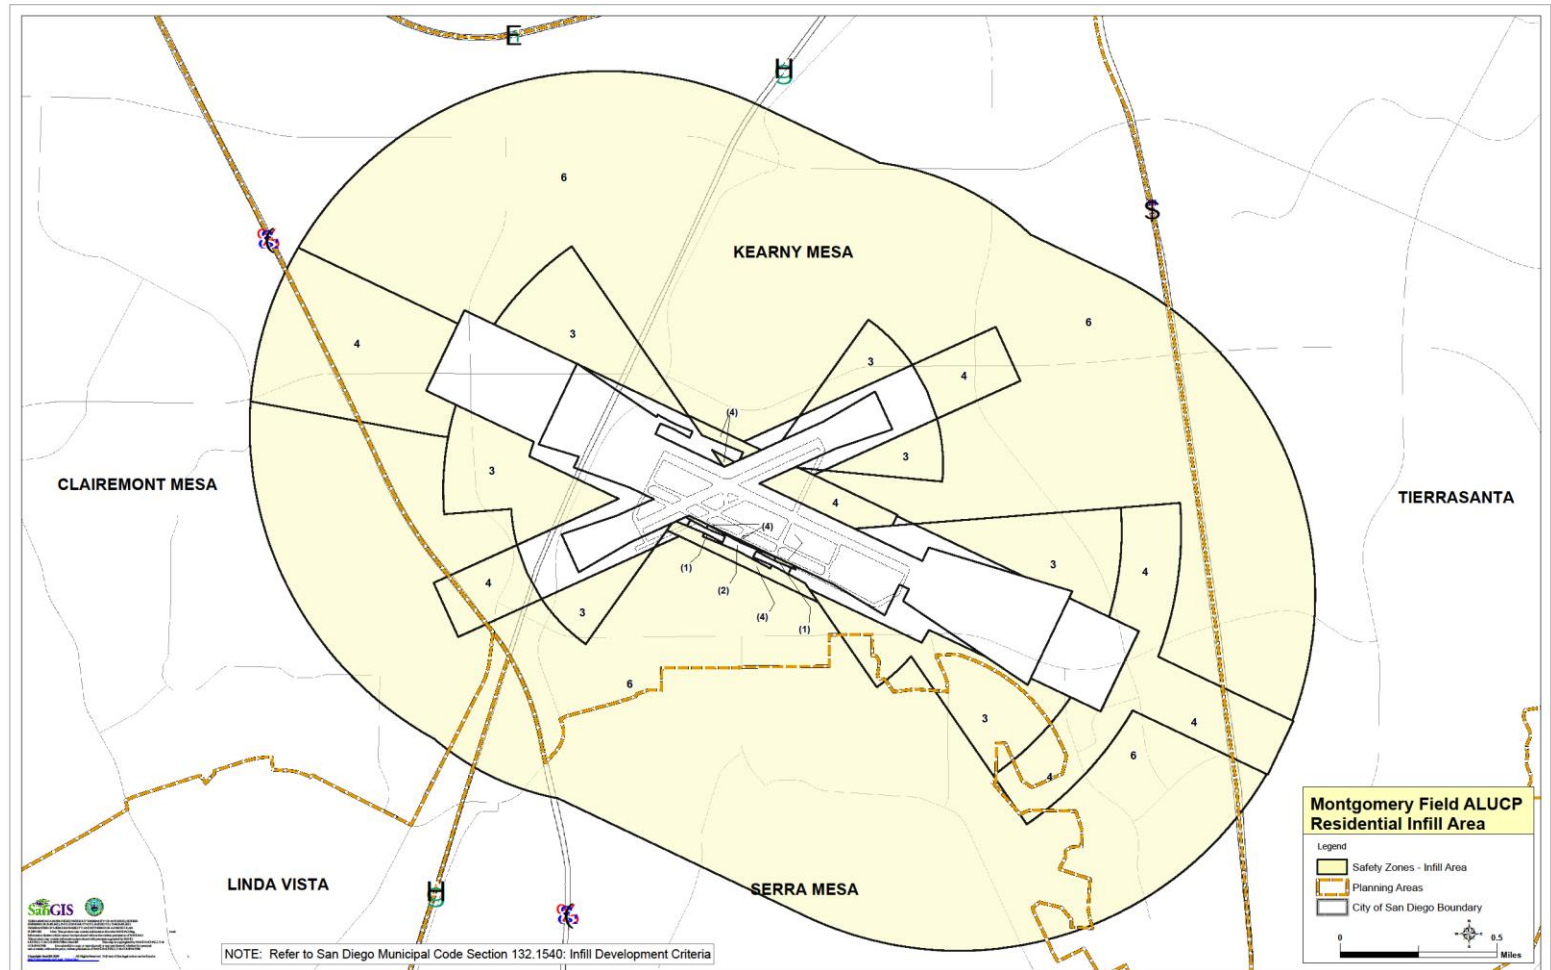 E
H
S
6
KEARNY MESA
3
4
6
3
4
(4)
3
3
CLAIREMONT MESA
TIERRASANTA
4
(4)
(1)
3
4
(2)
4
3
(4)
(1)
6
3
4
6
4
Montgomery Field ALUCP
Residential Infill Area
Legend
Safety Zones - Infill Area
Planning Areas
City of San Diego Boundary
0
0.5
Miles
LINDA VISTA
SERRA MESA
H
SanGIS
NOTE: Refer to San Diego Municipal Code Section 132.1540: Infill Development Criteria